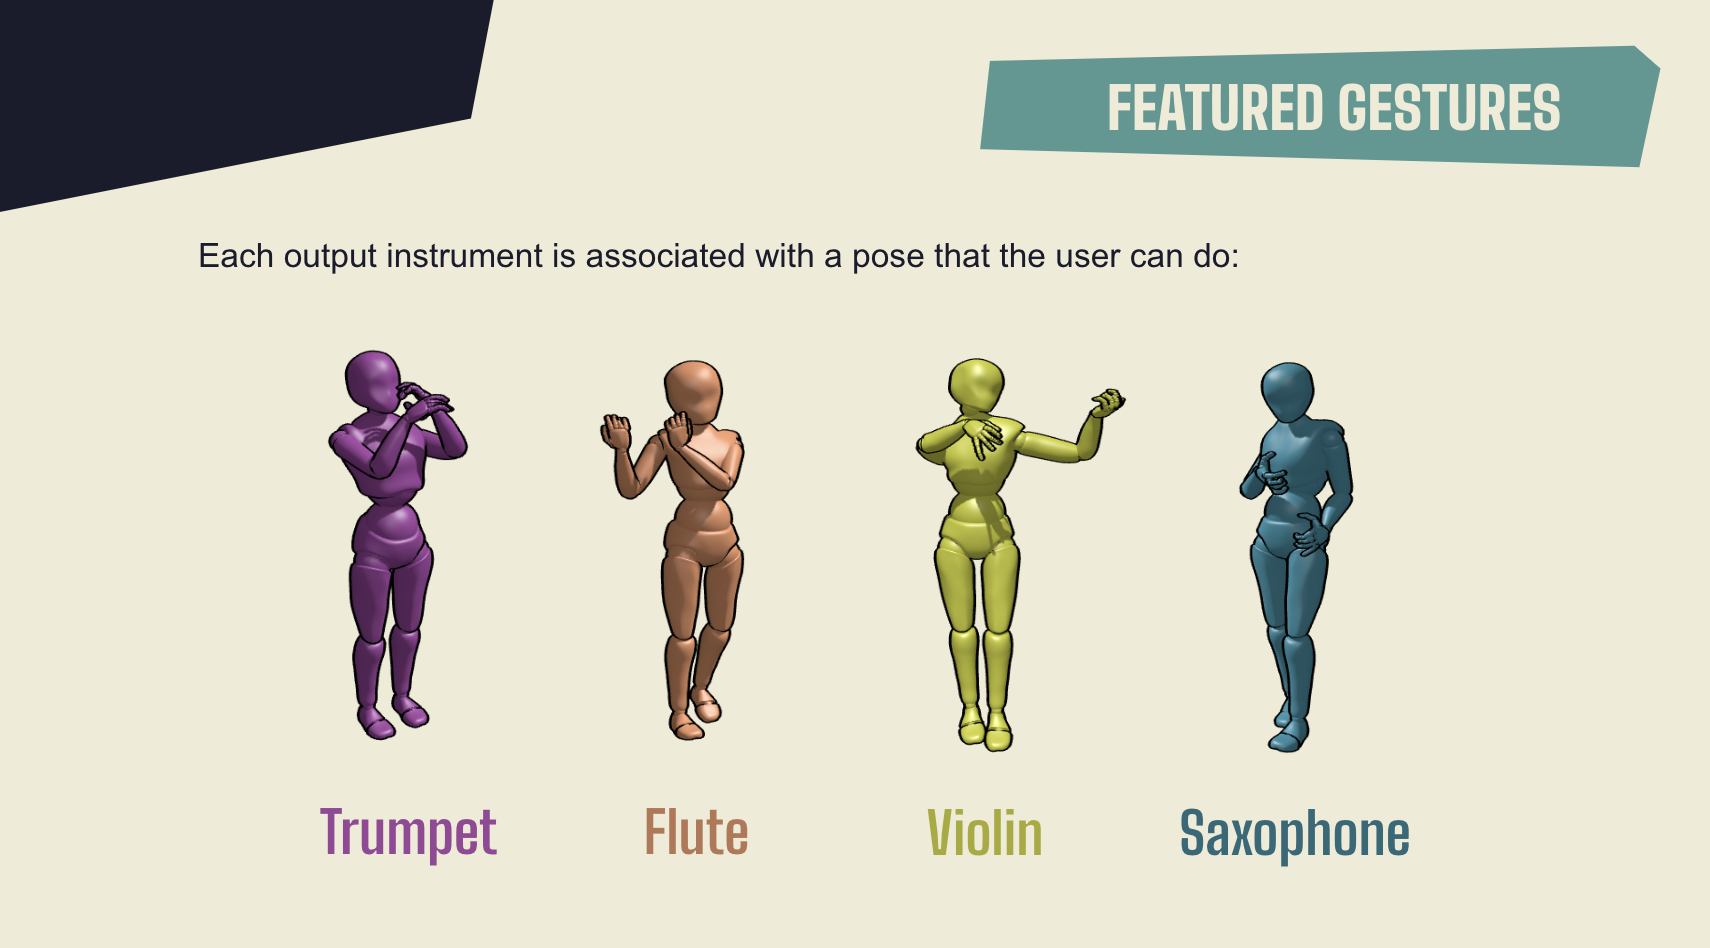 FEATURED GESTURES
Each output instrument is associated with a pose that the user can do:
Trumpet
Flute
Violin
Saxophone